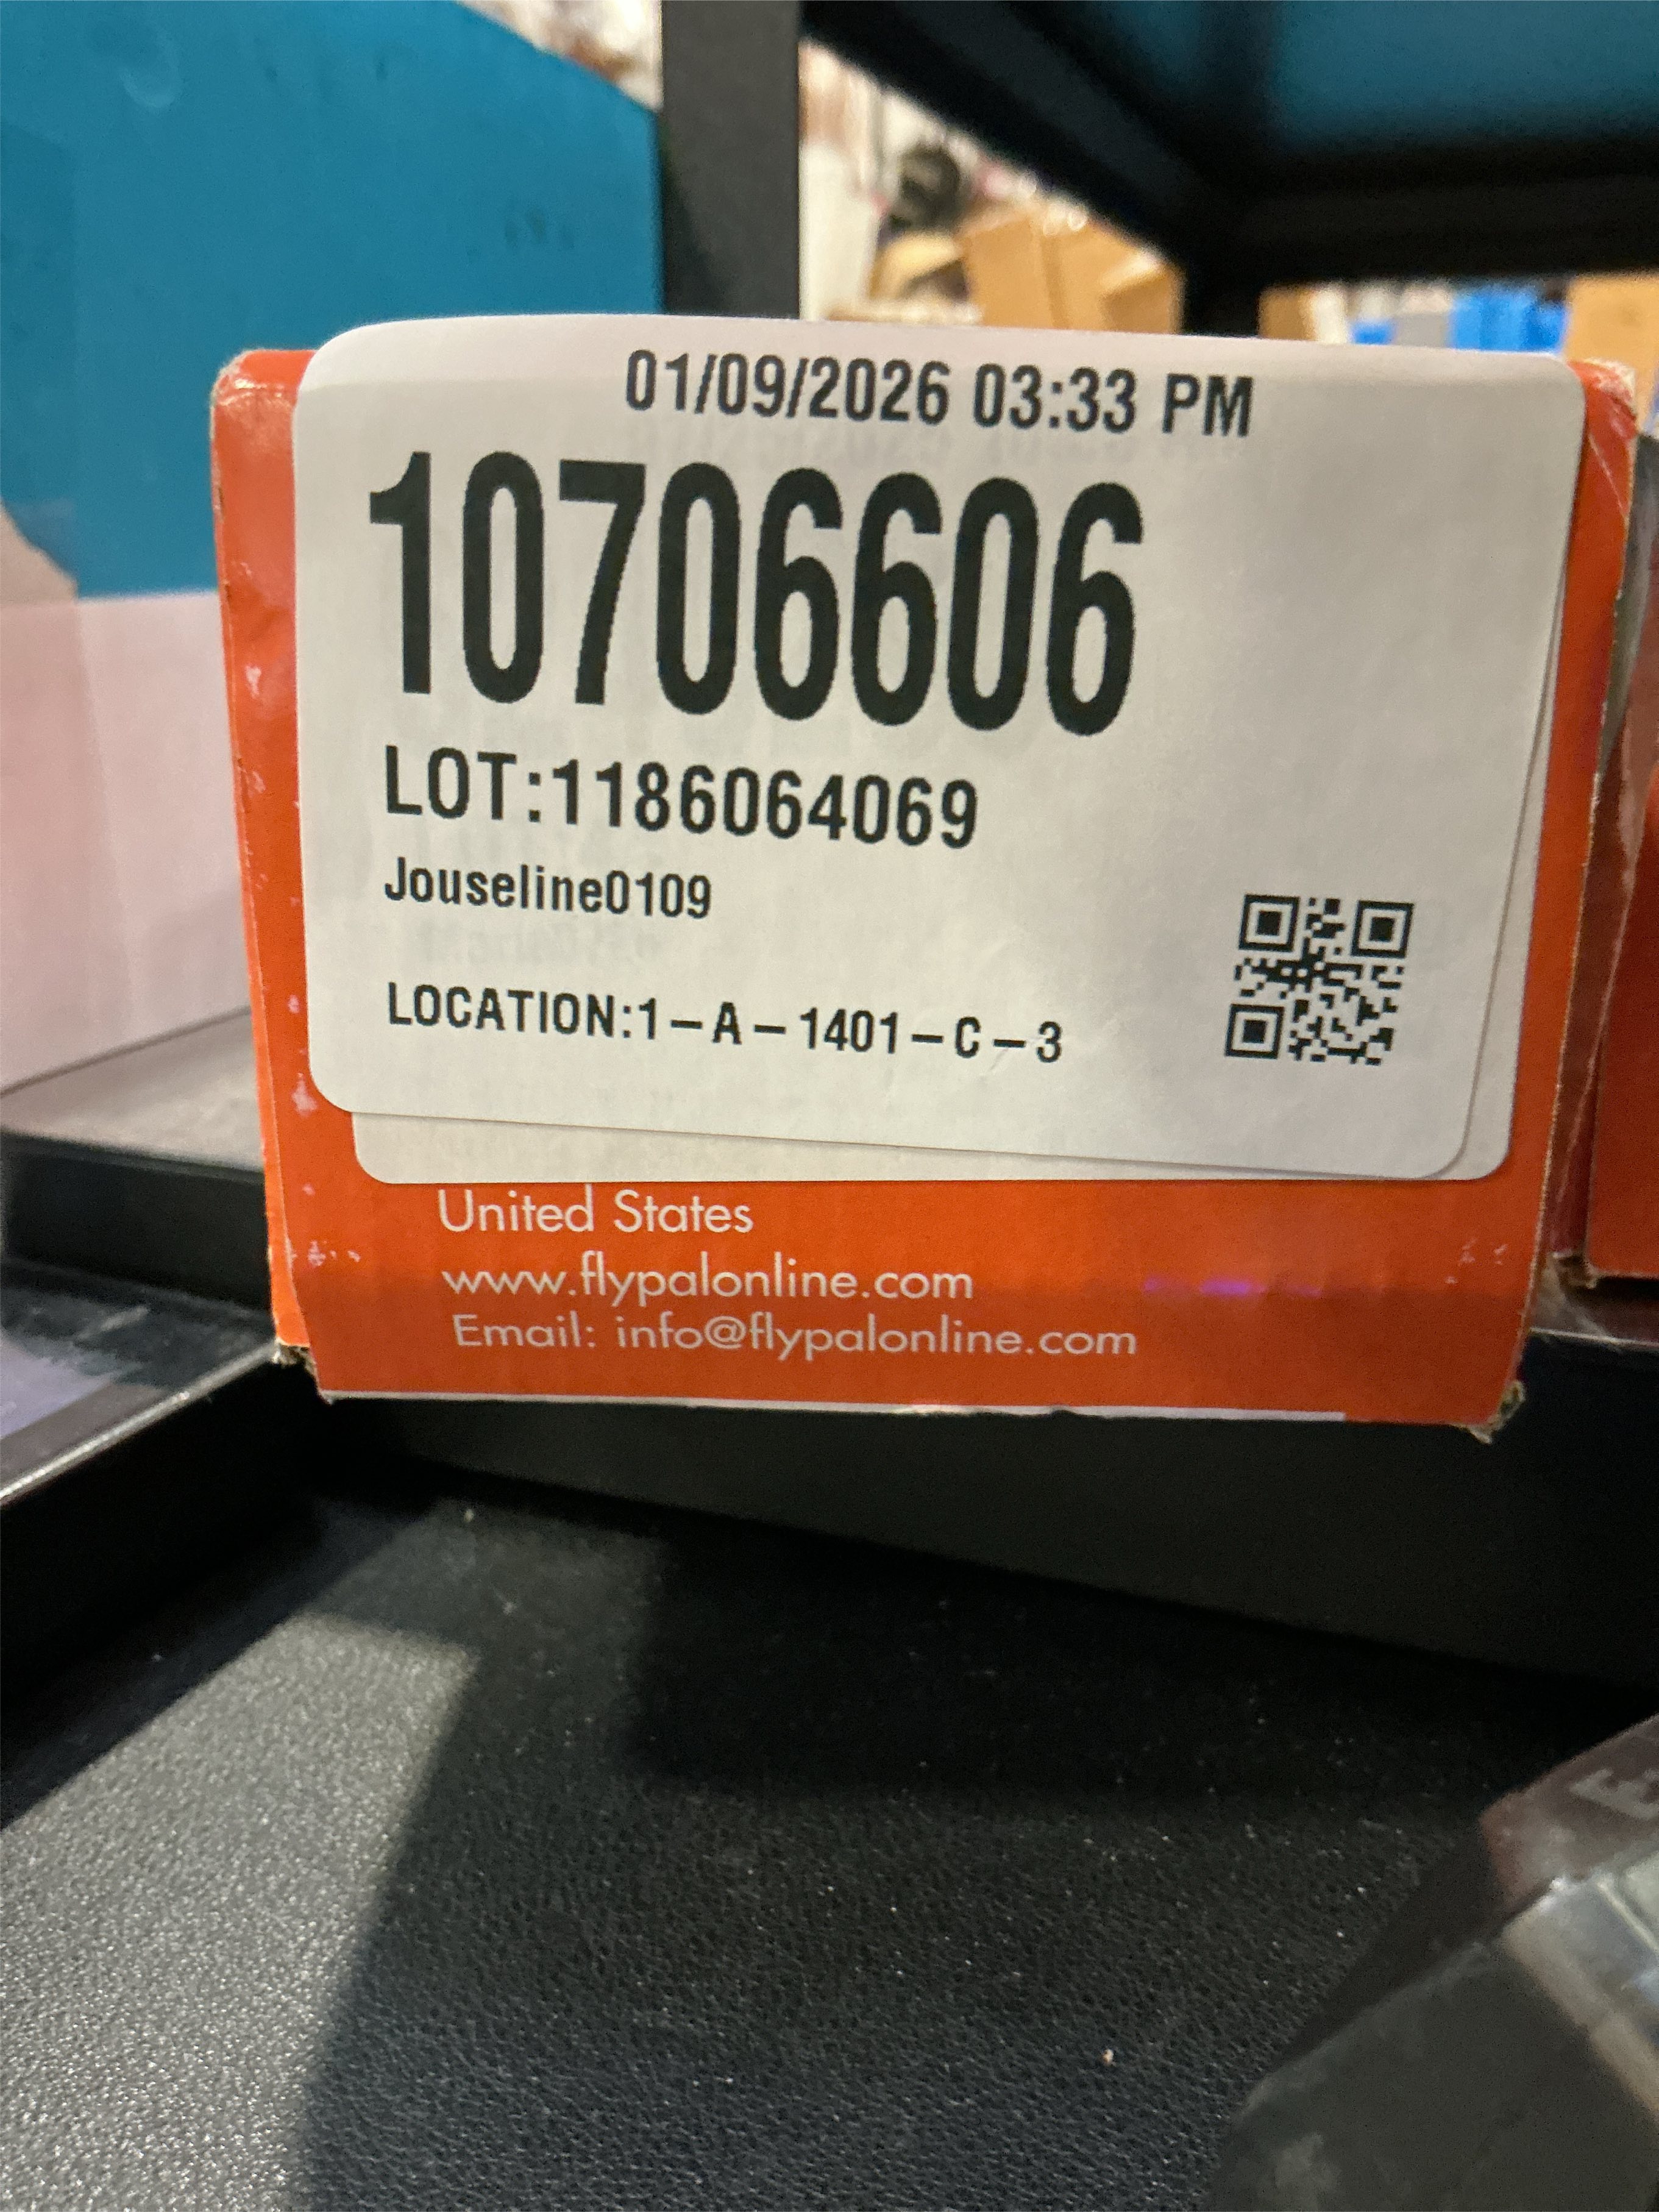 01/09/2026 03:33 PM
10706606
LOT:1186064069
Jouseline0109
LOCATION:1-A-1401-C-3
United States
www.flypalonline.com
Email: info@flypalonline.com